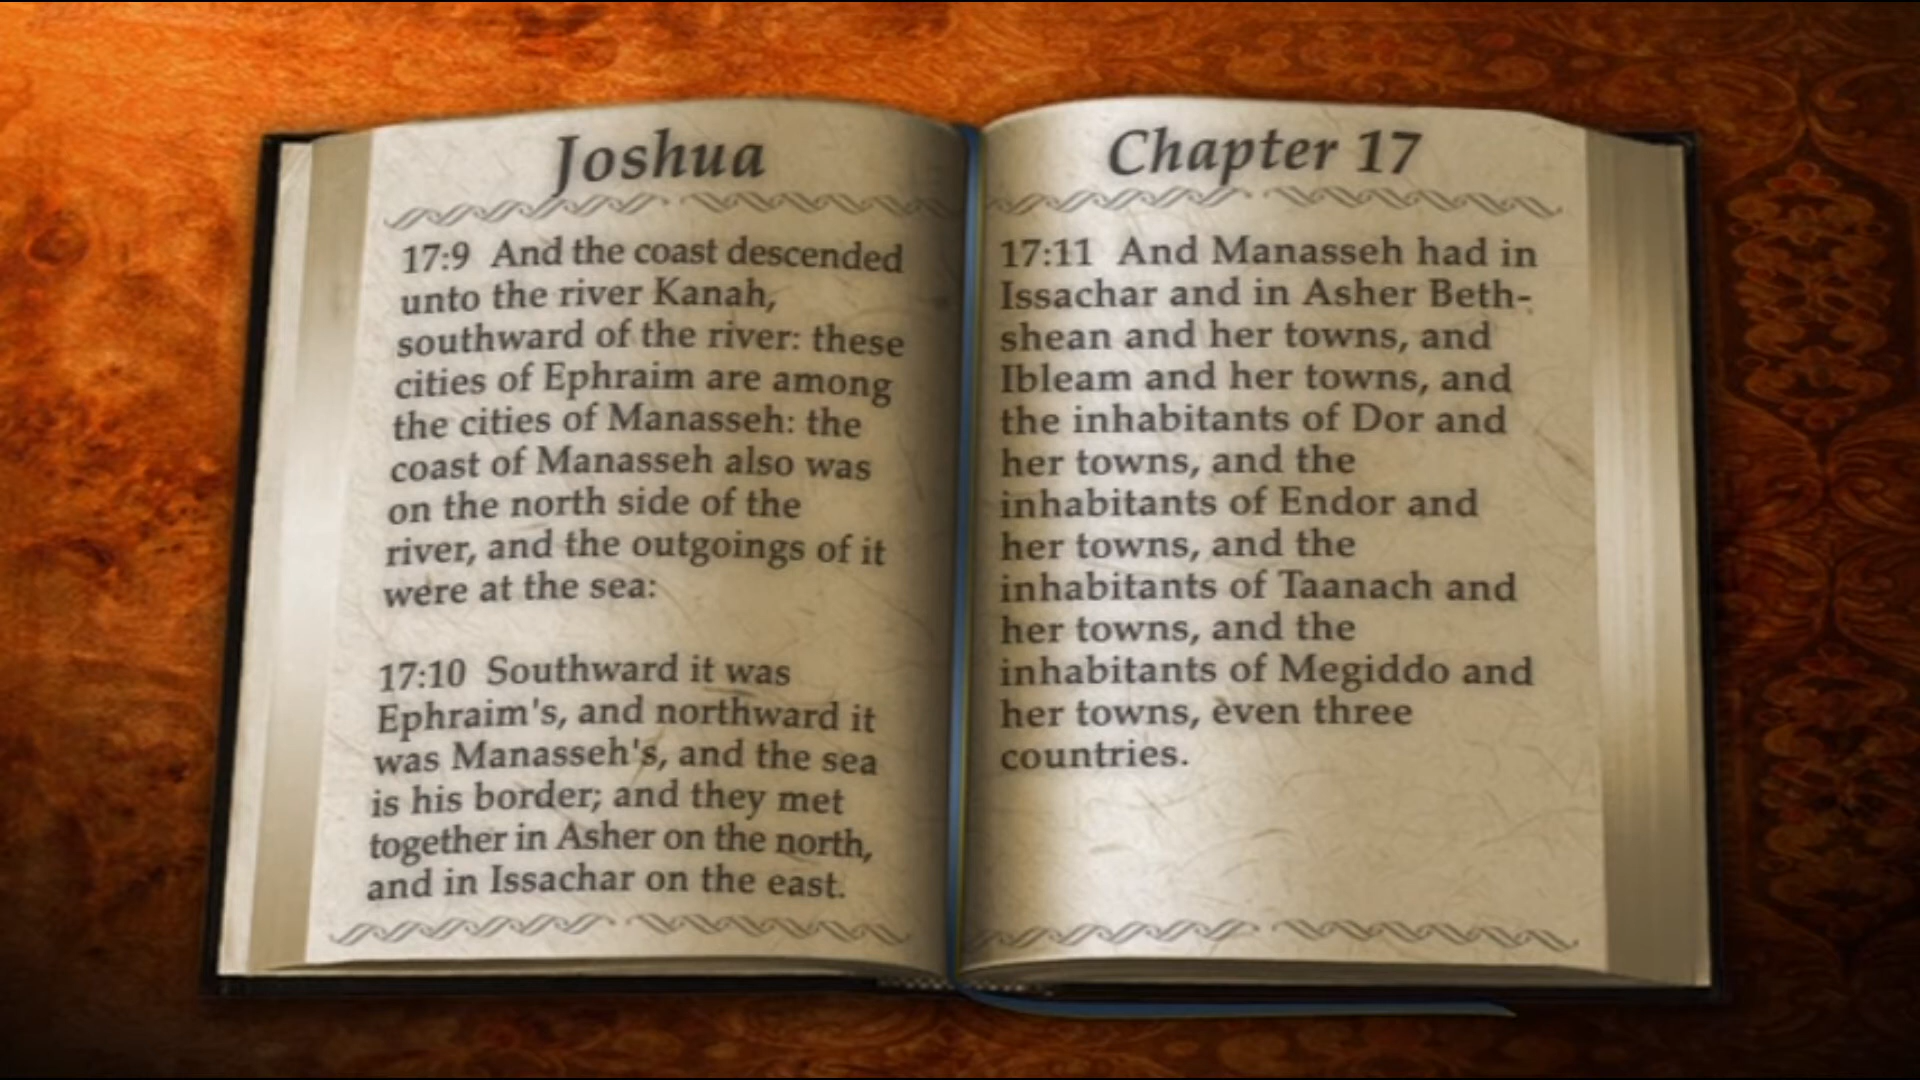 Joshua
17:9 And the coast descended
unto the river Kanah,
southward of the river: these
cities of Ephraim are among
the cities of Manasseh: the
coast of Manasseh also was
on the north side of the
river, and the outgoings of it
were at the sea:
17:10 Southward it was
Ephraim's, and northward it
was Manasseh's, and the sea
is his border; and they met
together in Asher on the north,
and in Issachar on the east.
Chapter 17
17:11 And Manasseh had in
Issachar and in Asher Beth-
shean and her towns, and
Ibleam and her towns, and
the inhabitants of Dor and
her towns, and the
inhabitants of Endor and
her towns, and the
inhabitants of Taanach and
her towns, and the
inhabitants of Megiddo and
her towns, even three
countries.